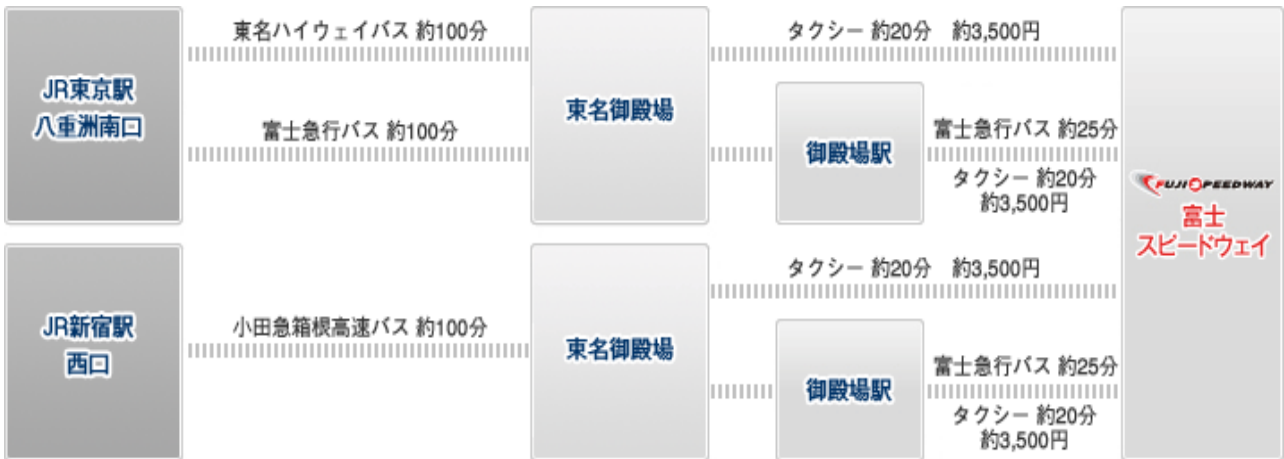 JR東京駅
八重洲南口
東名ハイウェイバス 約100分
富士急行バス 約100分
東名御殿場
タクシー 約20分 約3,500円
御殿場駅
富士急行バス 約25分
タクシー 約20分
約3,500円
JR新宿駅
西口
小田急箱根高速バス 約100分
東名御殿場
タクシー 約20分 約3,500円
御殿場駅
富士急行バス 約25分
タクシー 約20分
約3,500円
FUJI SPEEDWAY
富士
スピードウェイ